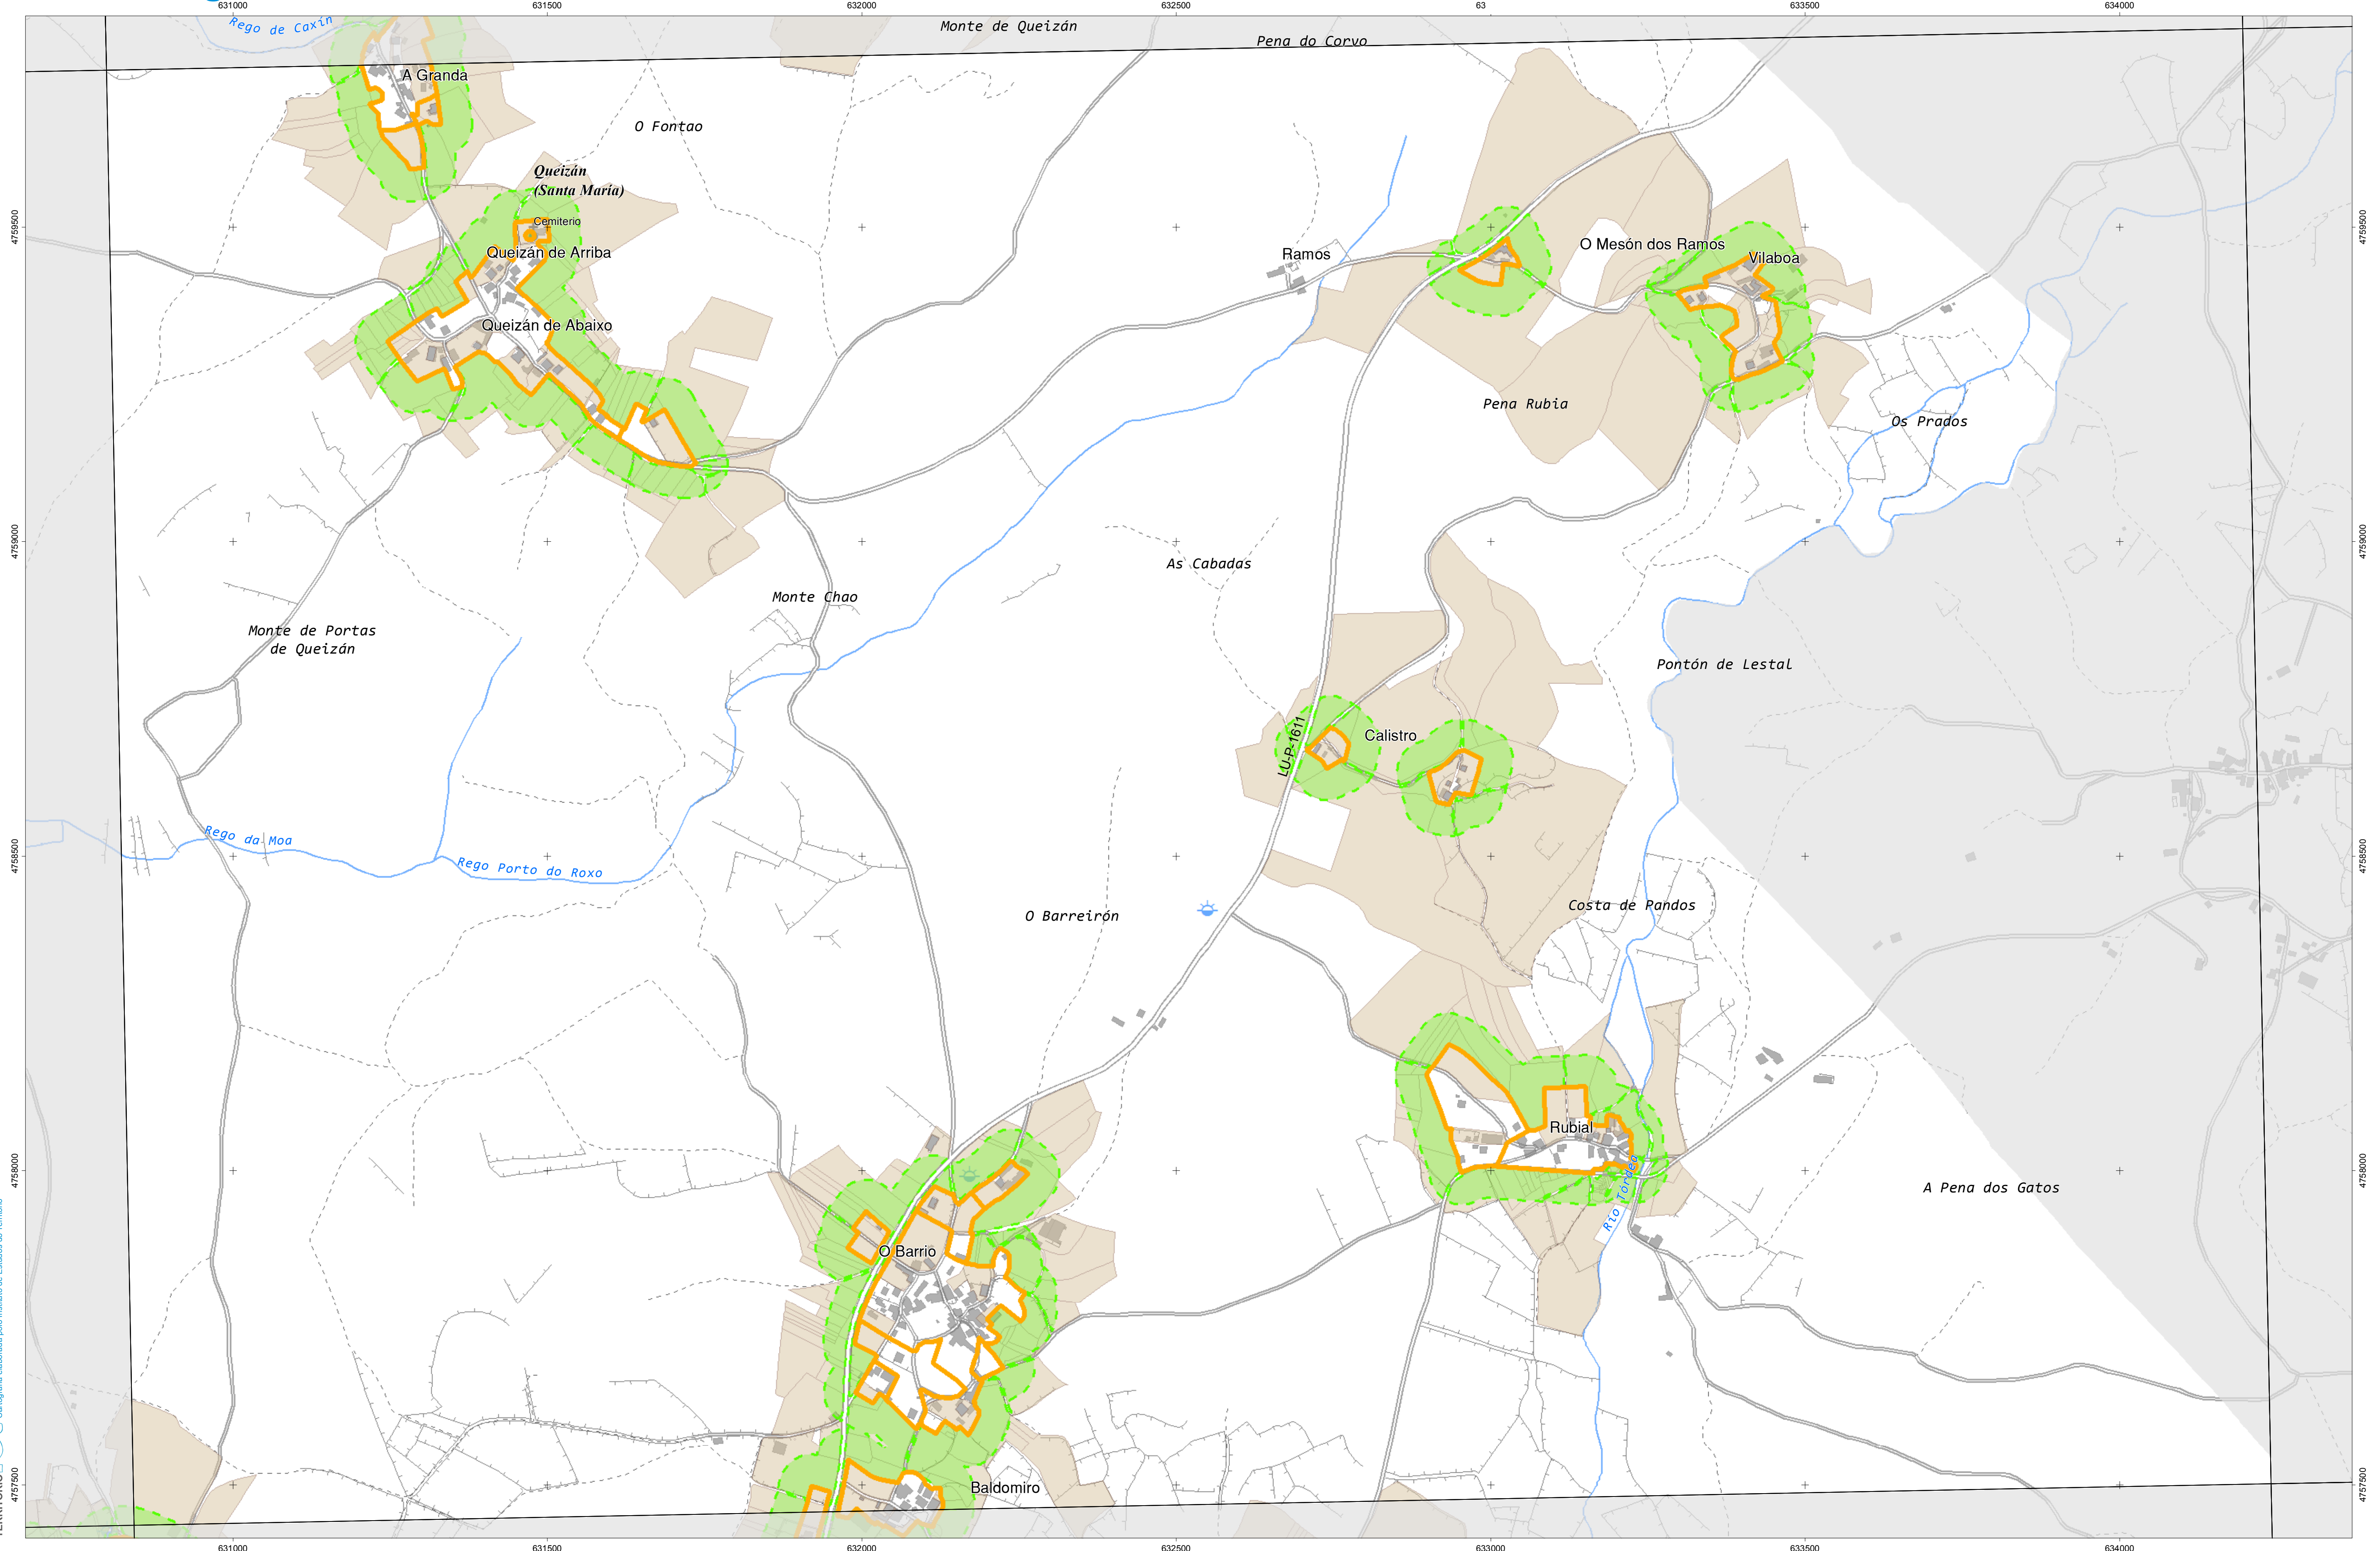 631000
631500
632000
632500
63
633500
634000
Rego de Caxín
Monte de Queizán
Pena do Corvo
A Granda
O Fontao
Queizán
(Santa María)
Cemiterio
4759500
4759500
Queizán de Arriba
Ramos
O Mesón dos Ramos
Vilaboa
Queizán de Abaixo
Pena Rubia
Os Prados
4759000
4759000
As Cabadas
Monte Chao
Monte de Portas
de Queizán
Pontón de Lestal
LU-P-1611
Calistro
Rego da Moa
Rego Porto do Roxo
4758500
4758500
O Barreirón
Costa de Pandos
Rubial
4758000
4758000
Río Tórdea
A Pena dos Gatos
O Barrio
Baldomiro
4757500
4757500
631000
631500
632000
632500
633000
633500
634000